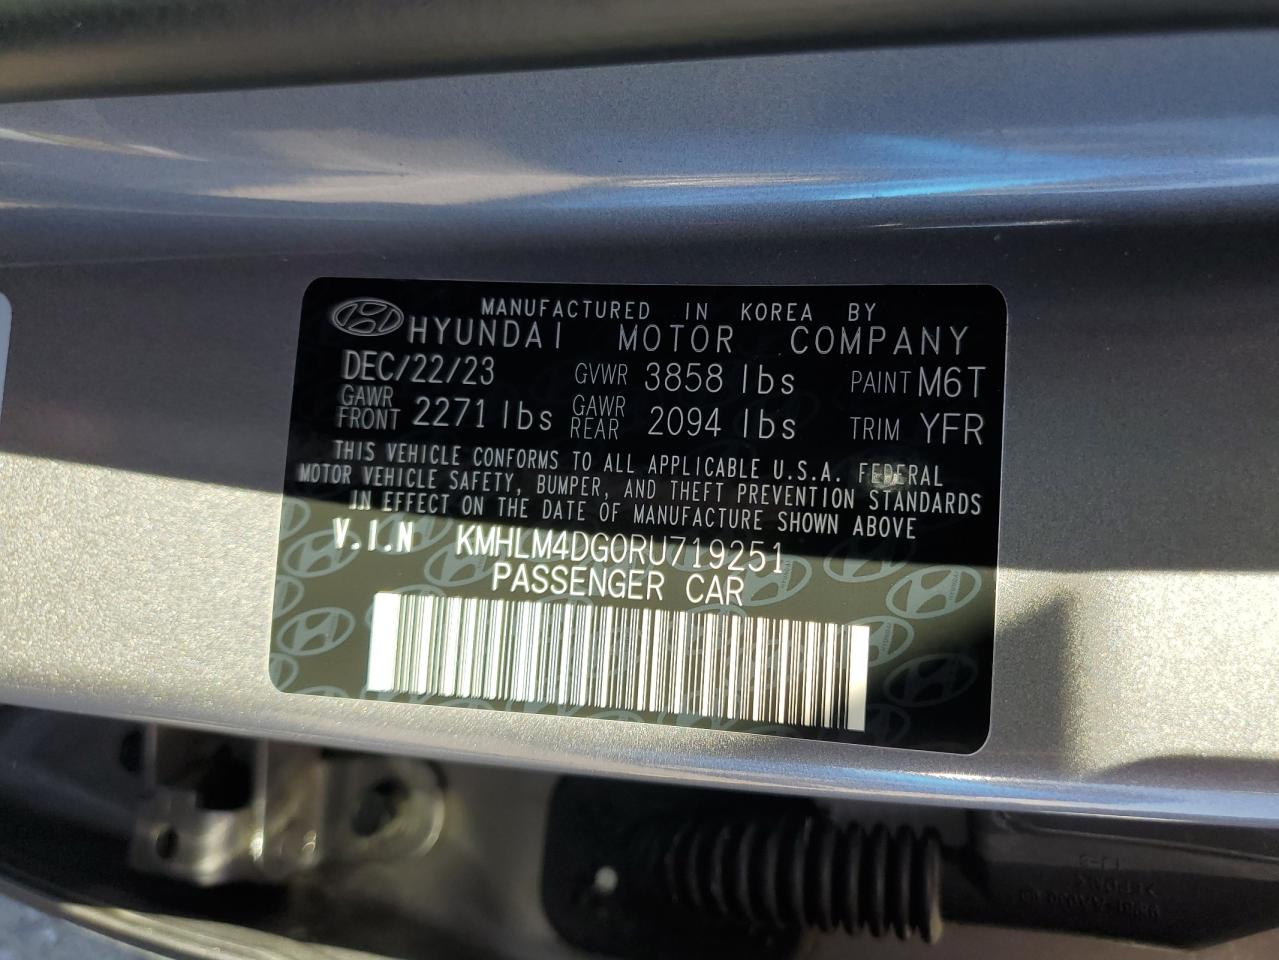 MANUFACTURED IN KOREA BY
HYUNDAI MOTOR COMPANY
DEC/22/23 GVWR 3858 lbs PAINT M6T
GAWR FRONT 2271 lbs GAWR REAR 2094 lbs TRIM YFR
THIS VEHICLE CONFORMS TO ALL APPLICABLE U.S.A. FEDERAL
MOTOR VEHICLE SAFETY, BUMPER, AND THEFT PREVENTION STANDARDS
IN EFFECT ON THE DATE OF MANUFACTURE SHOWN ABOVE
V.I.N KMHLM4DG0RU719251
PASSENGER CAR